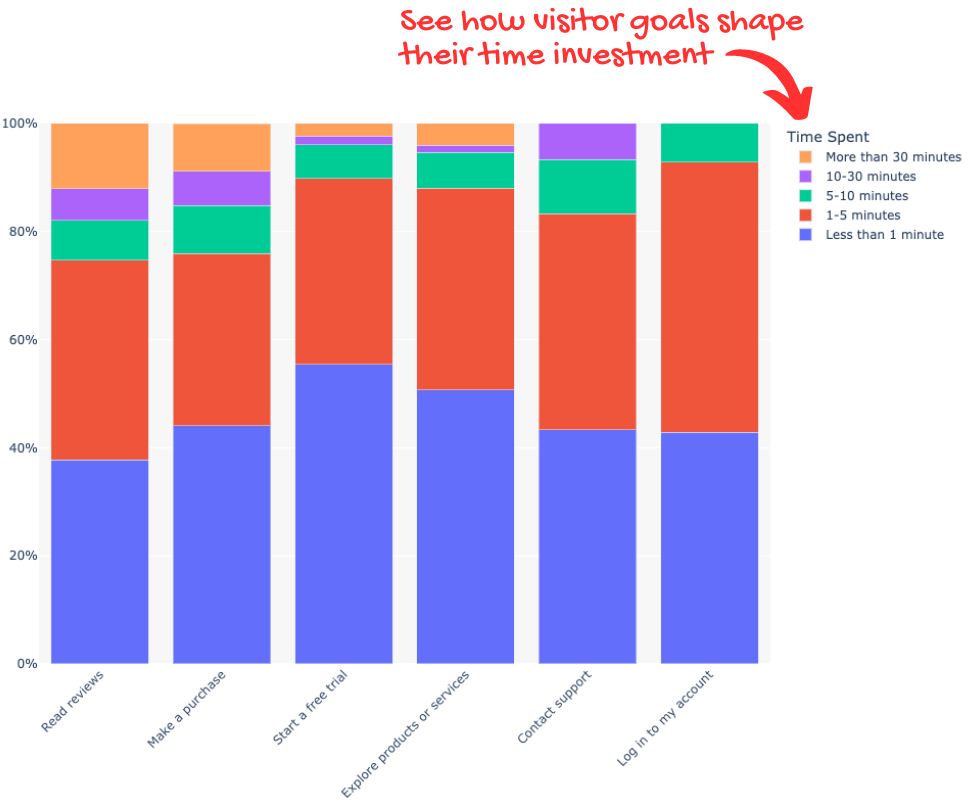 See how visitor goals shape
their time investment
100%
80%
60%
40%
20%
0%
Time Spent
More than 30 minutes
10-30 minutes
5-10 minutes
1-5 minutes
Less than 1 minute
Read reviews
Make a purchase
Start a free trial
Explore products or services
Contact support
Log in to my account